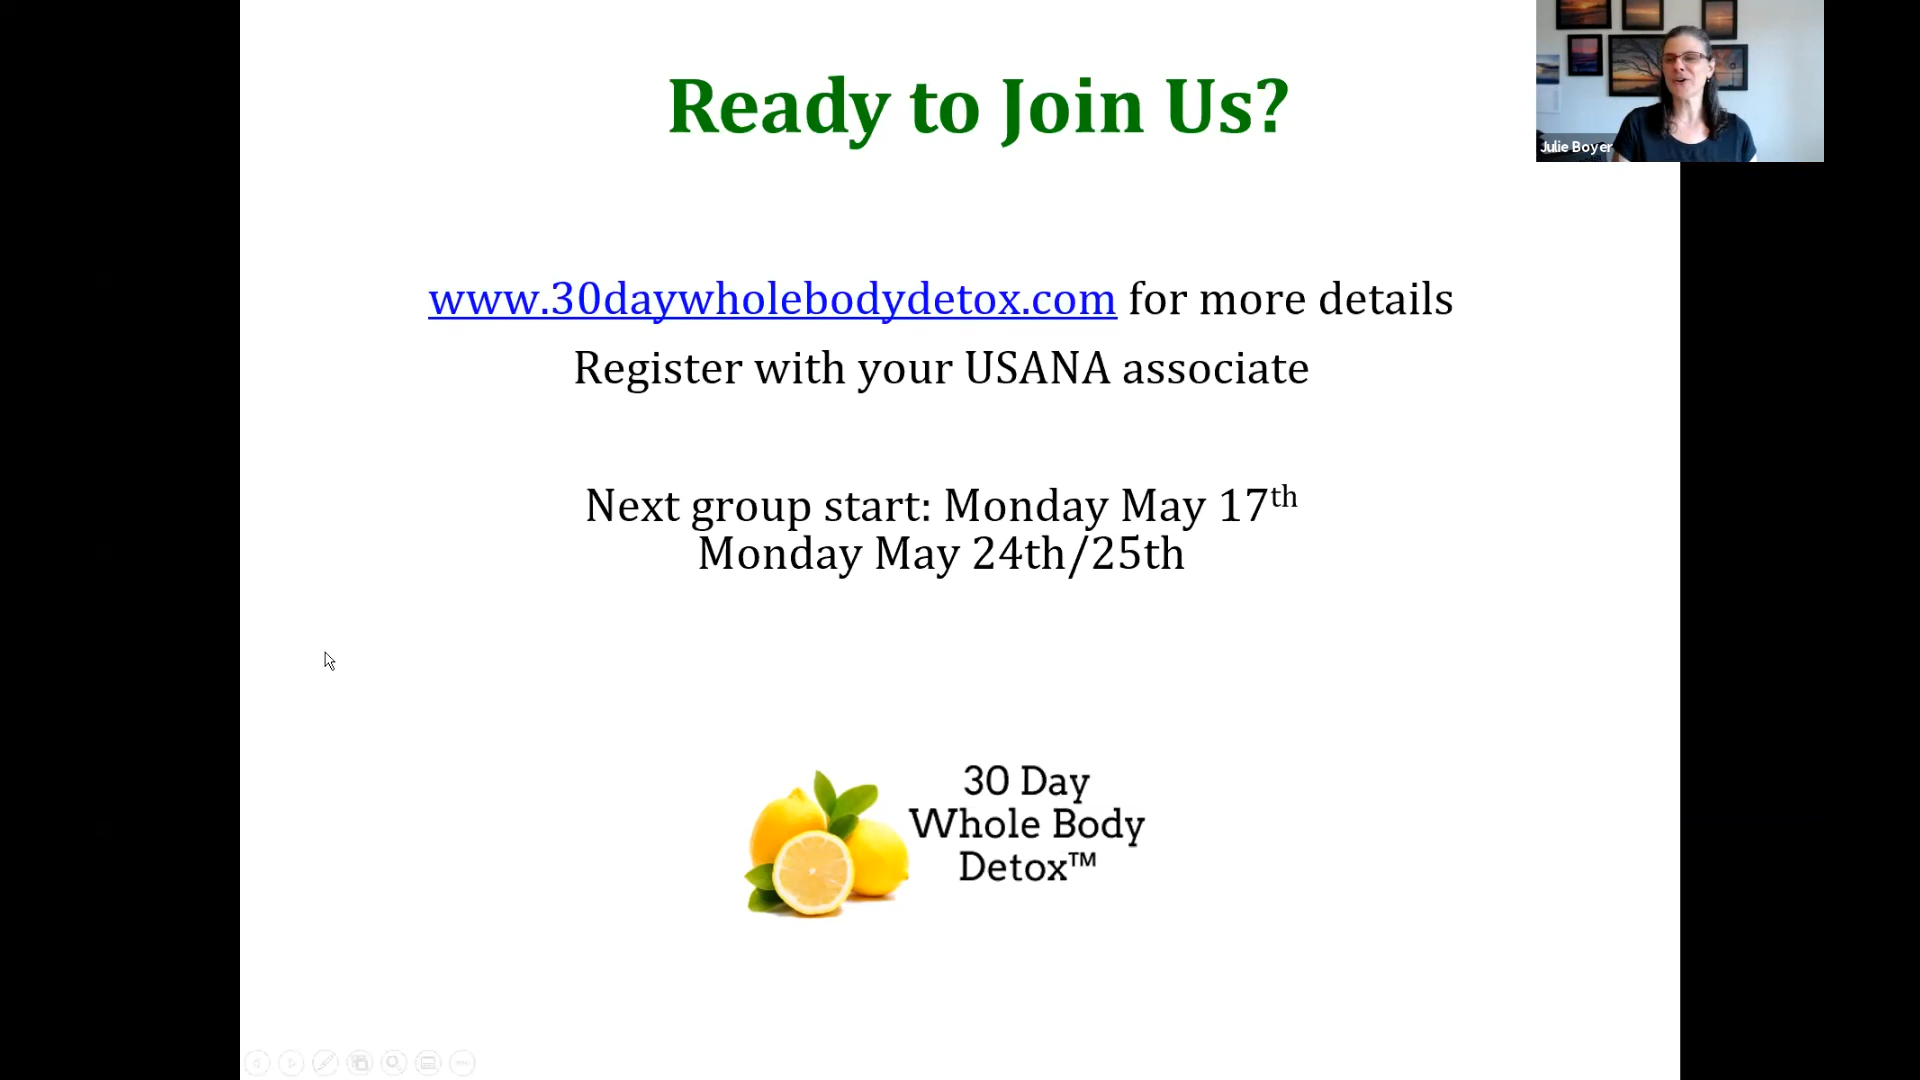 Ready to Join Us?
Julie Boyer
www.30daywholebodydetox.com for more details
Register with your USANA associate
Next group start: Monday May 17th
Monday May 24th/25th
30 Day
Whole Body
Detox™